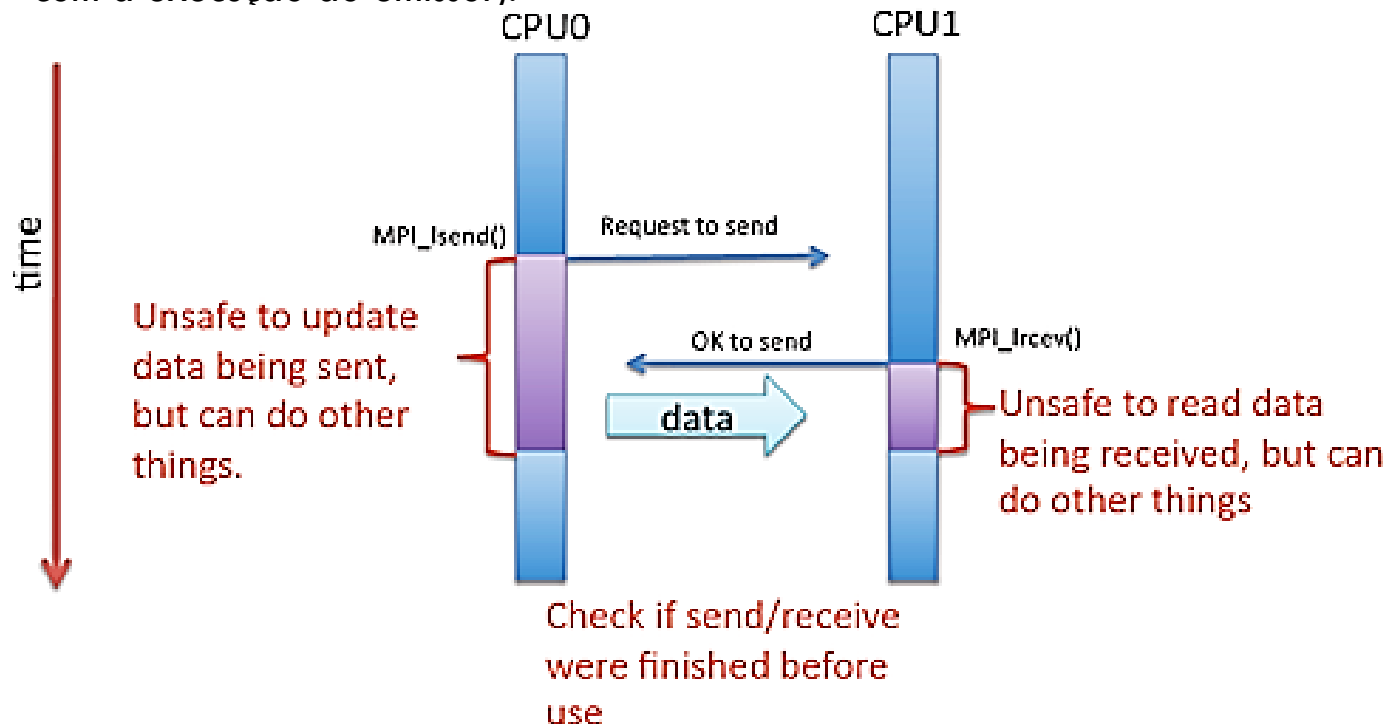 CPU0
CPU1
time
MPI_Isend()
Request to send
Unsafe to update
data being sent,
but can do other
things.
OK to send
MPI_Ircev()
data
Unsafe to read data
being received, but can
do other things
Check if send/receive
were finished before
use